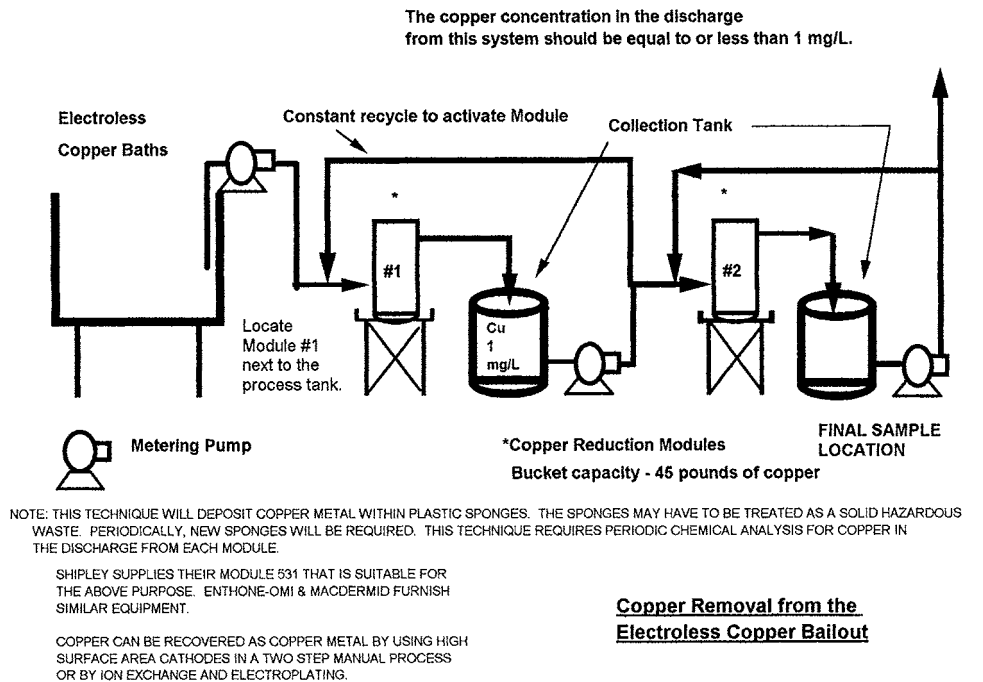 The copper concentration in the discharge
from this system should be equal to or less than 1 mg/L.
Electroless
Copper Baths
Constant recycle to activate Module
Collection Tank
*
*
#1
#2
Cu
1
mg/L
Locate
Module #1
next to the
process tank.
Metering Pump
*Copper Reduction Modules
Bucket capacity - 45 pounds of copper
FINAL SAMPLE
LOCATION
NOTE: THIS TECHNIQUE WILL DEPOSIT COPPER METAL WITHIN PLASTIC SPONGES. THE SPONGES MAY HAVE TO BE TREATED AS A SOLID HAZARDOUS
WASTE. PERIODICALLY, NEW SPONGES WILL BE REQUIRED. THIS TECHNIQUE REQUIRES PERIODIC CHEMICAL ANALYSIS FOR COPPER IN
THE DISCHARGE FROM EACH MODULE.
SHIPLEY SUPPLIES THEIR MODULE 531 THAT IS SUITABLE FOR
THE ABOVE PURPOSE. ENTHONE-OMI & MACDERMID FURNISH
SIMILAR EQUIPMENT.
COPPER CAN BE RECOVERED AS COPPER METAL BY USING HIGH
SURFACE AREA CATHODES IN A TWO STEP MANUAL PROCESS
OR BY ION EXCHANGE AND ELECTROPLATING.
Copper Removal from the
Electroless Copper Bailout